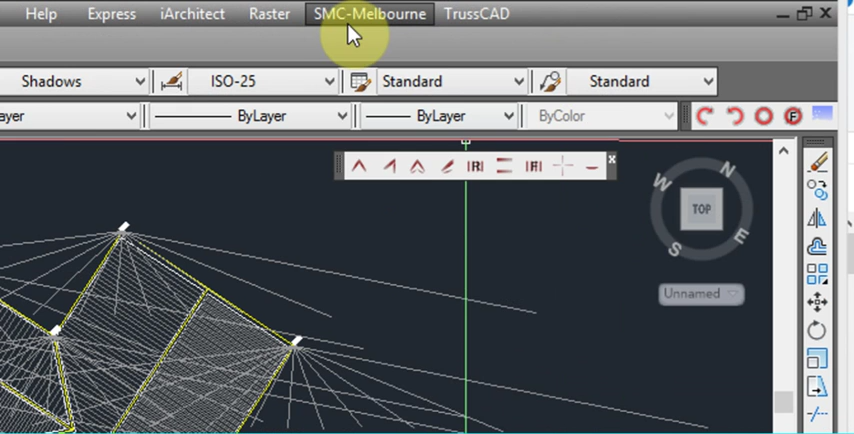 Help Express iArchitect Raster SMC-Melbourne TrussCAD
Shadows ISO-25 Standard Standard
ayer ByLayer ByLayer ByColor
R R x
F
N
W TOP E
S
Unnamed